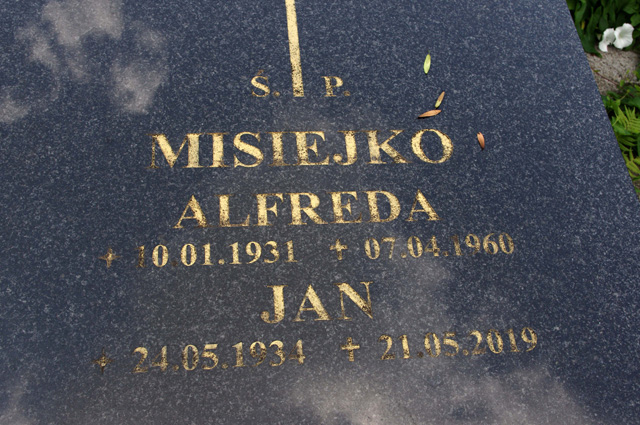 Ś. P.
MISIEJKO
ALFREDA
+ 10.01.1931 + 07.04.1960
JAN
+ 24.05.1934 + 21.05.2019